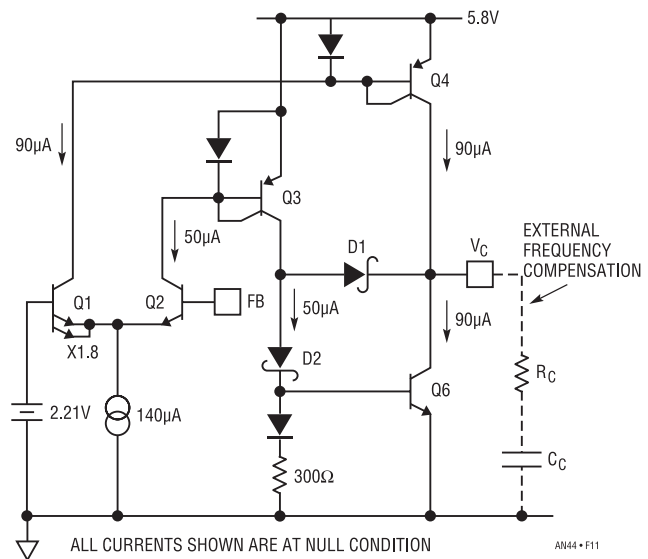 5.8V
Q4
90µA
90µA
Q3
50µA
D1
VC
EXTERNAL
FREQUENCY
COMPENSATION
Q1
Q2
FB
50µA
90µA
X1.8
D2
Q6
RC
2.21V
140µA
300Ω
CC
ALL CURRENTS SHOWN ARE AT NULL CONDITION
AN44 • F11